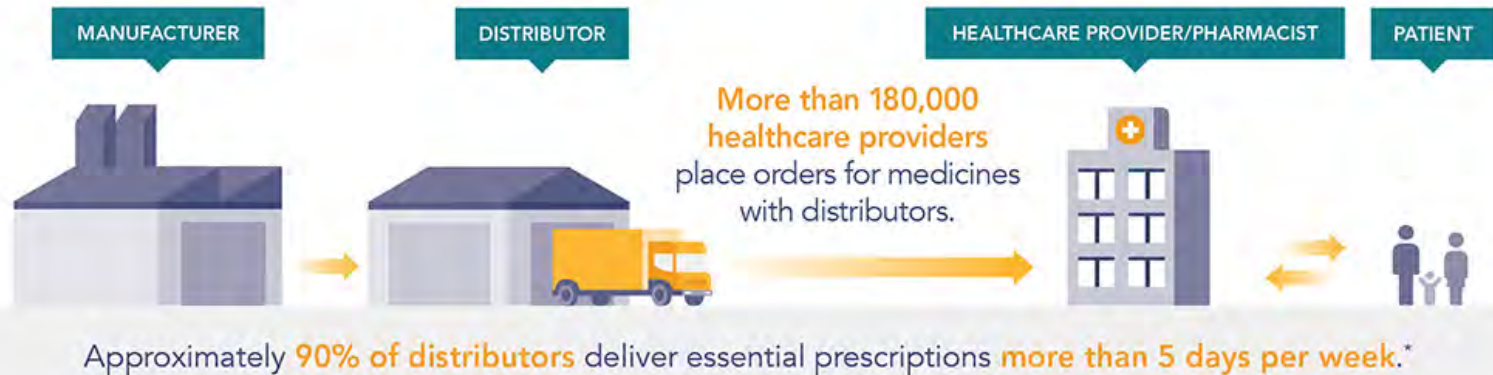 MANUFACTURER
DISTRIBUTOR
HEALTHCARE PROVIDER/PHARMACIST
PATIENT
More than 180,000
healthcare providers
place orders for medicines
with distributors.
Approximately 90% of distributors deliver essential prescriptions more than 5 days per week.*